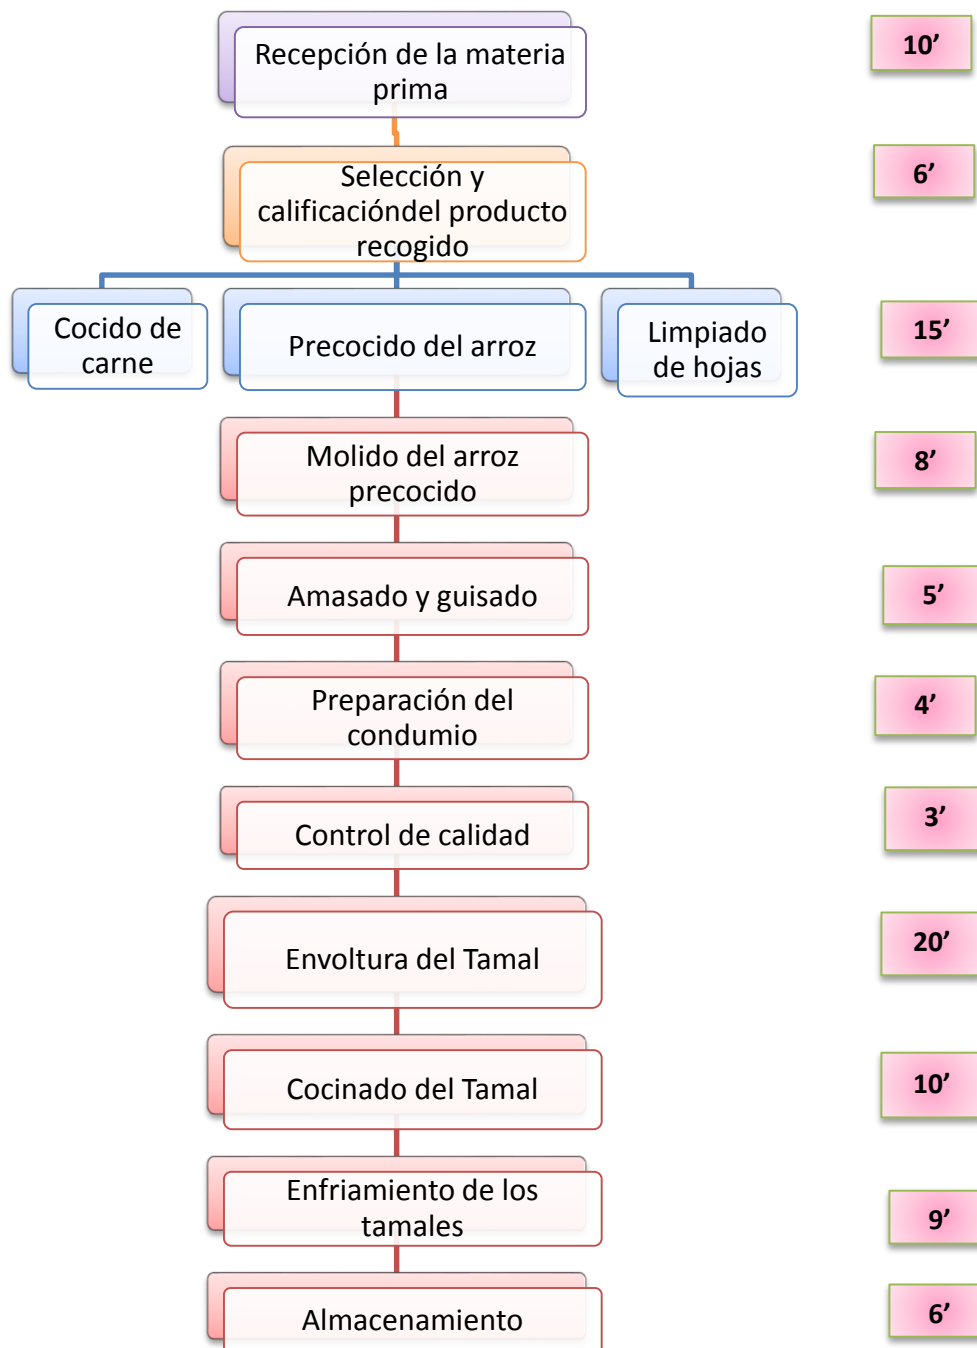 Recepción de la materia
prima
10’
Selección y
calificacióndel producto
recogido
6’
Cocido de
carne
Precocido del arroz
Limpiado
de hojas
15’
Molido del arroz
precocido
8’
Amasado y guisado
5’
Preparación del
condumio
4’
Control de calidad
3’
Envoltura del Tamal
20’
Cocinado del Tamal
10’
Enfriamiento de los
tamales
9’
Almacenamiento
6’